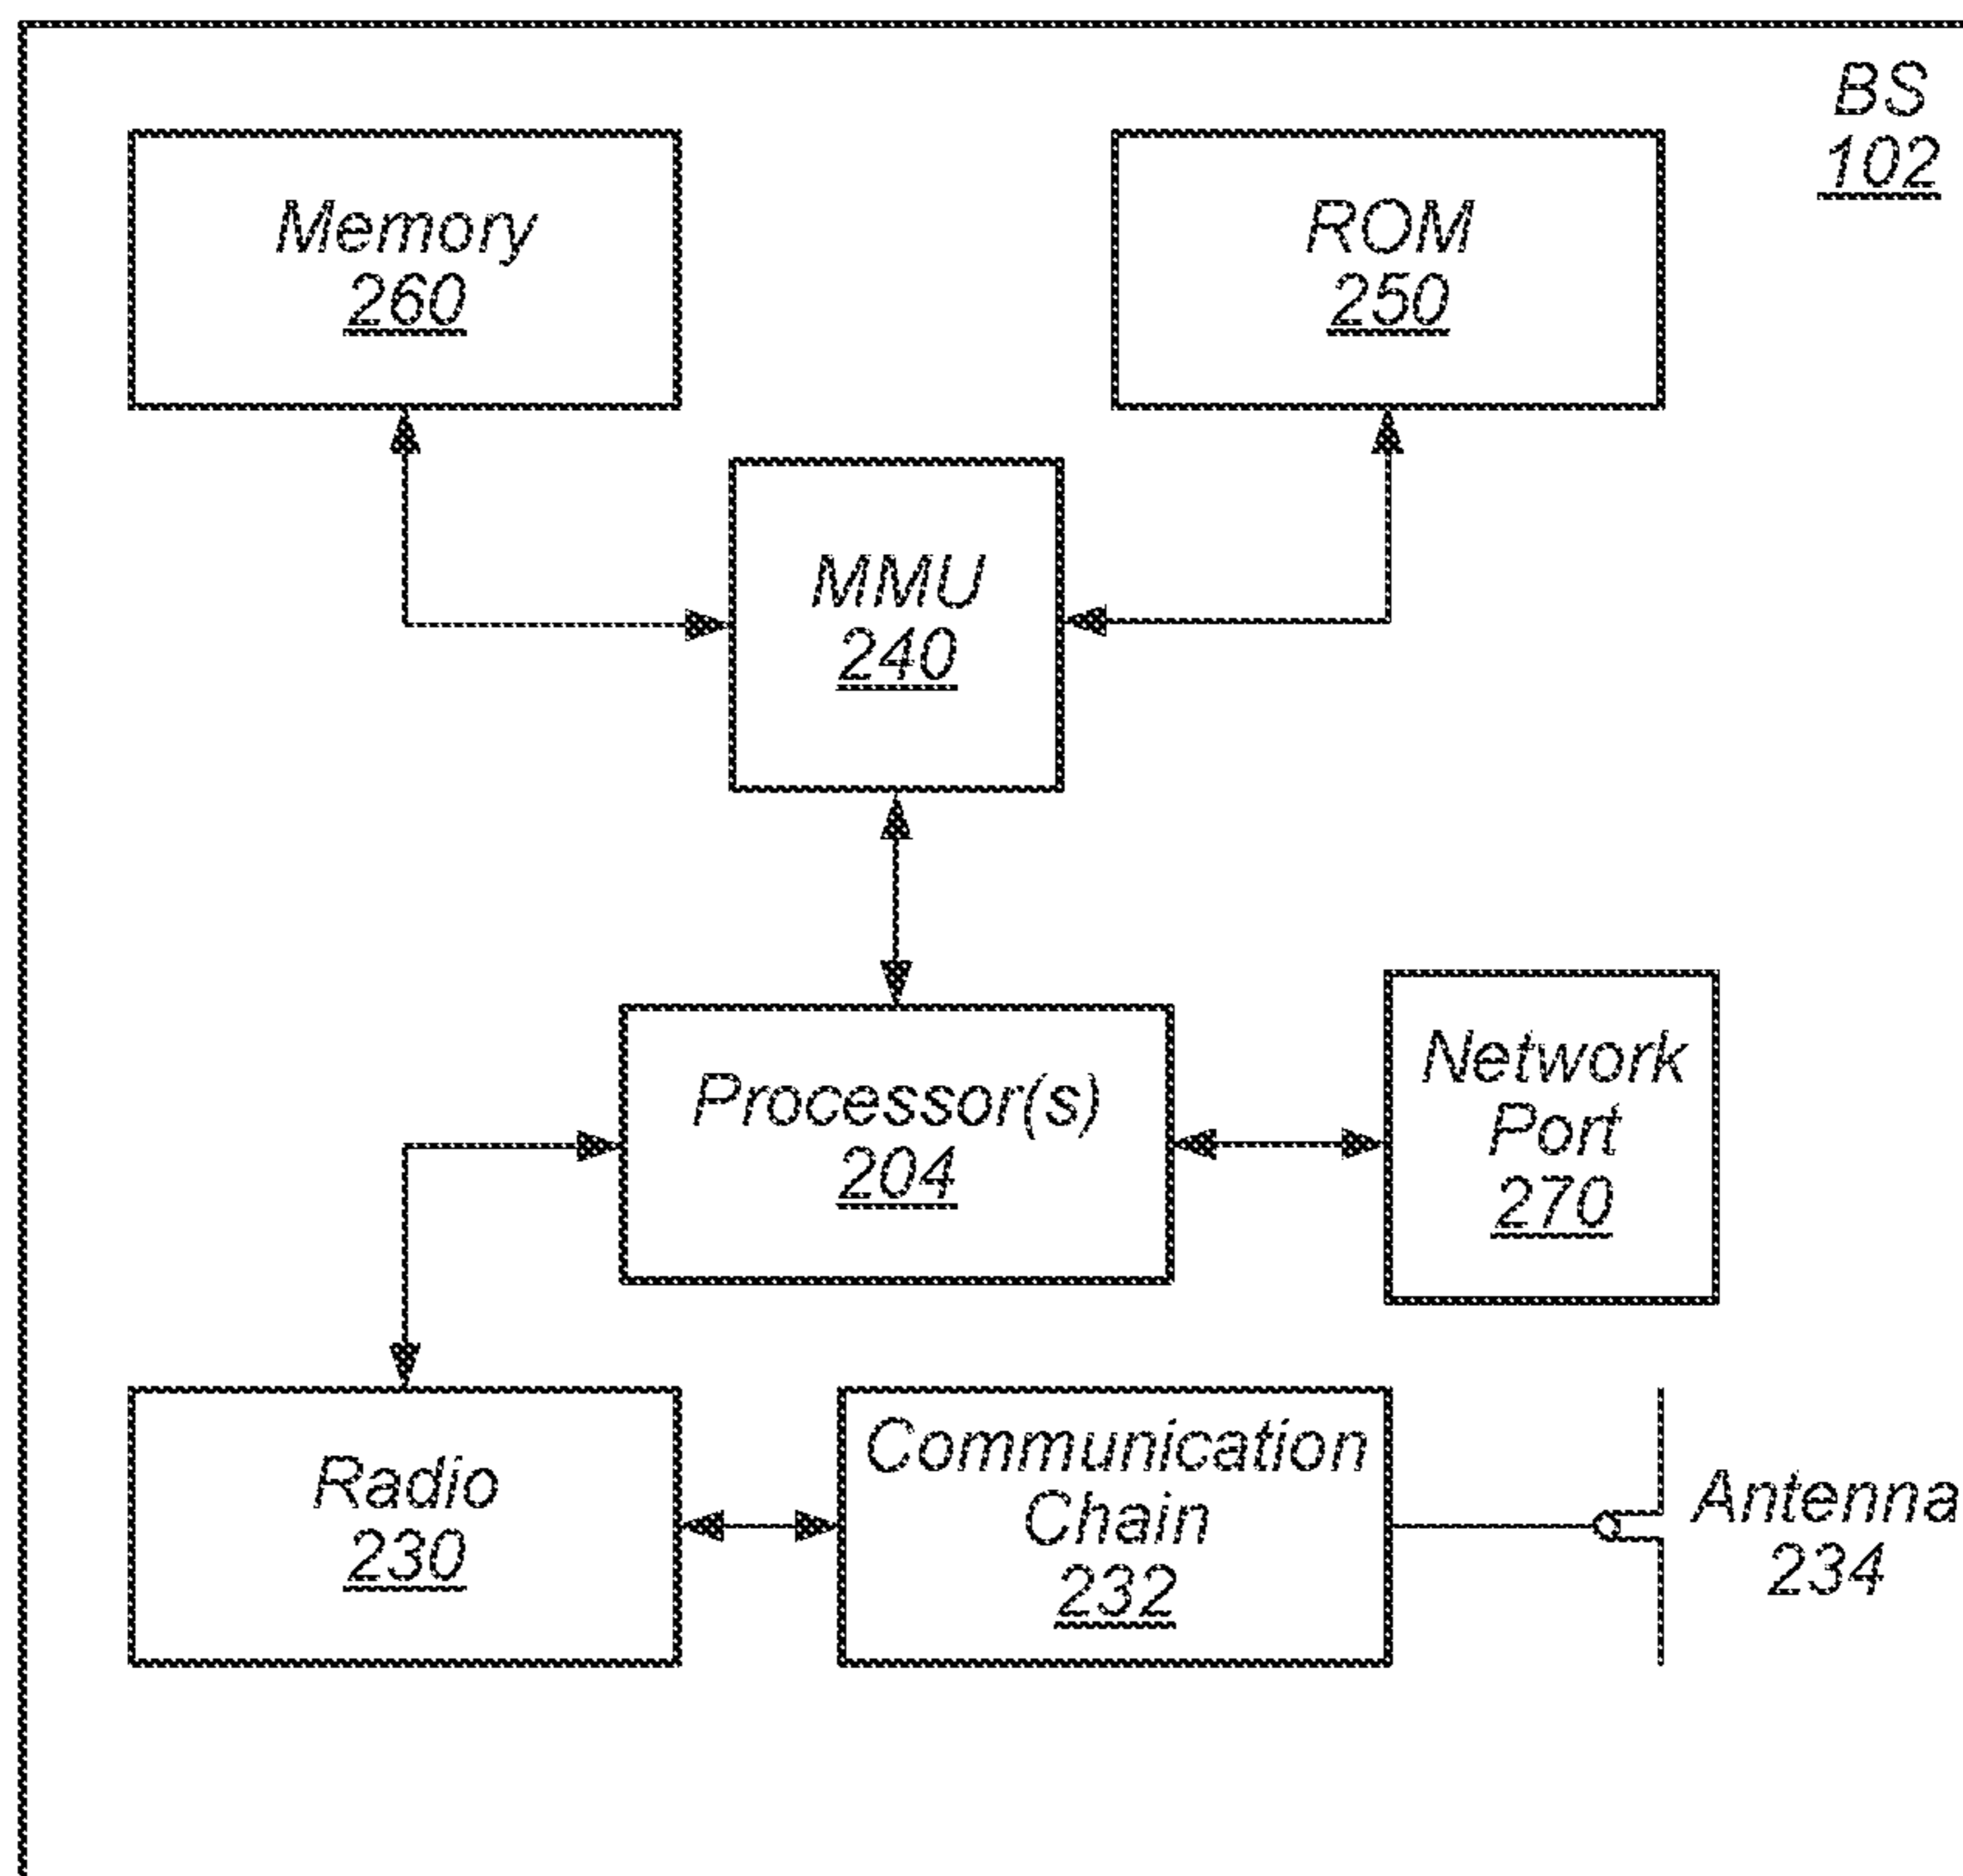 BS
102
Memory
260
ROM
250
MMU
240
Processor(s)
204
Network
Port
270
Radio
230
Communication
Chain
232
Antenna
234